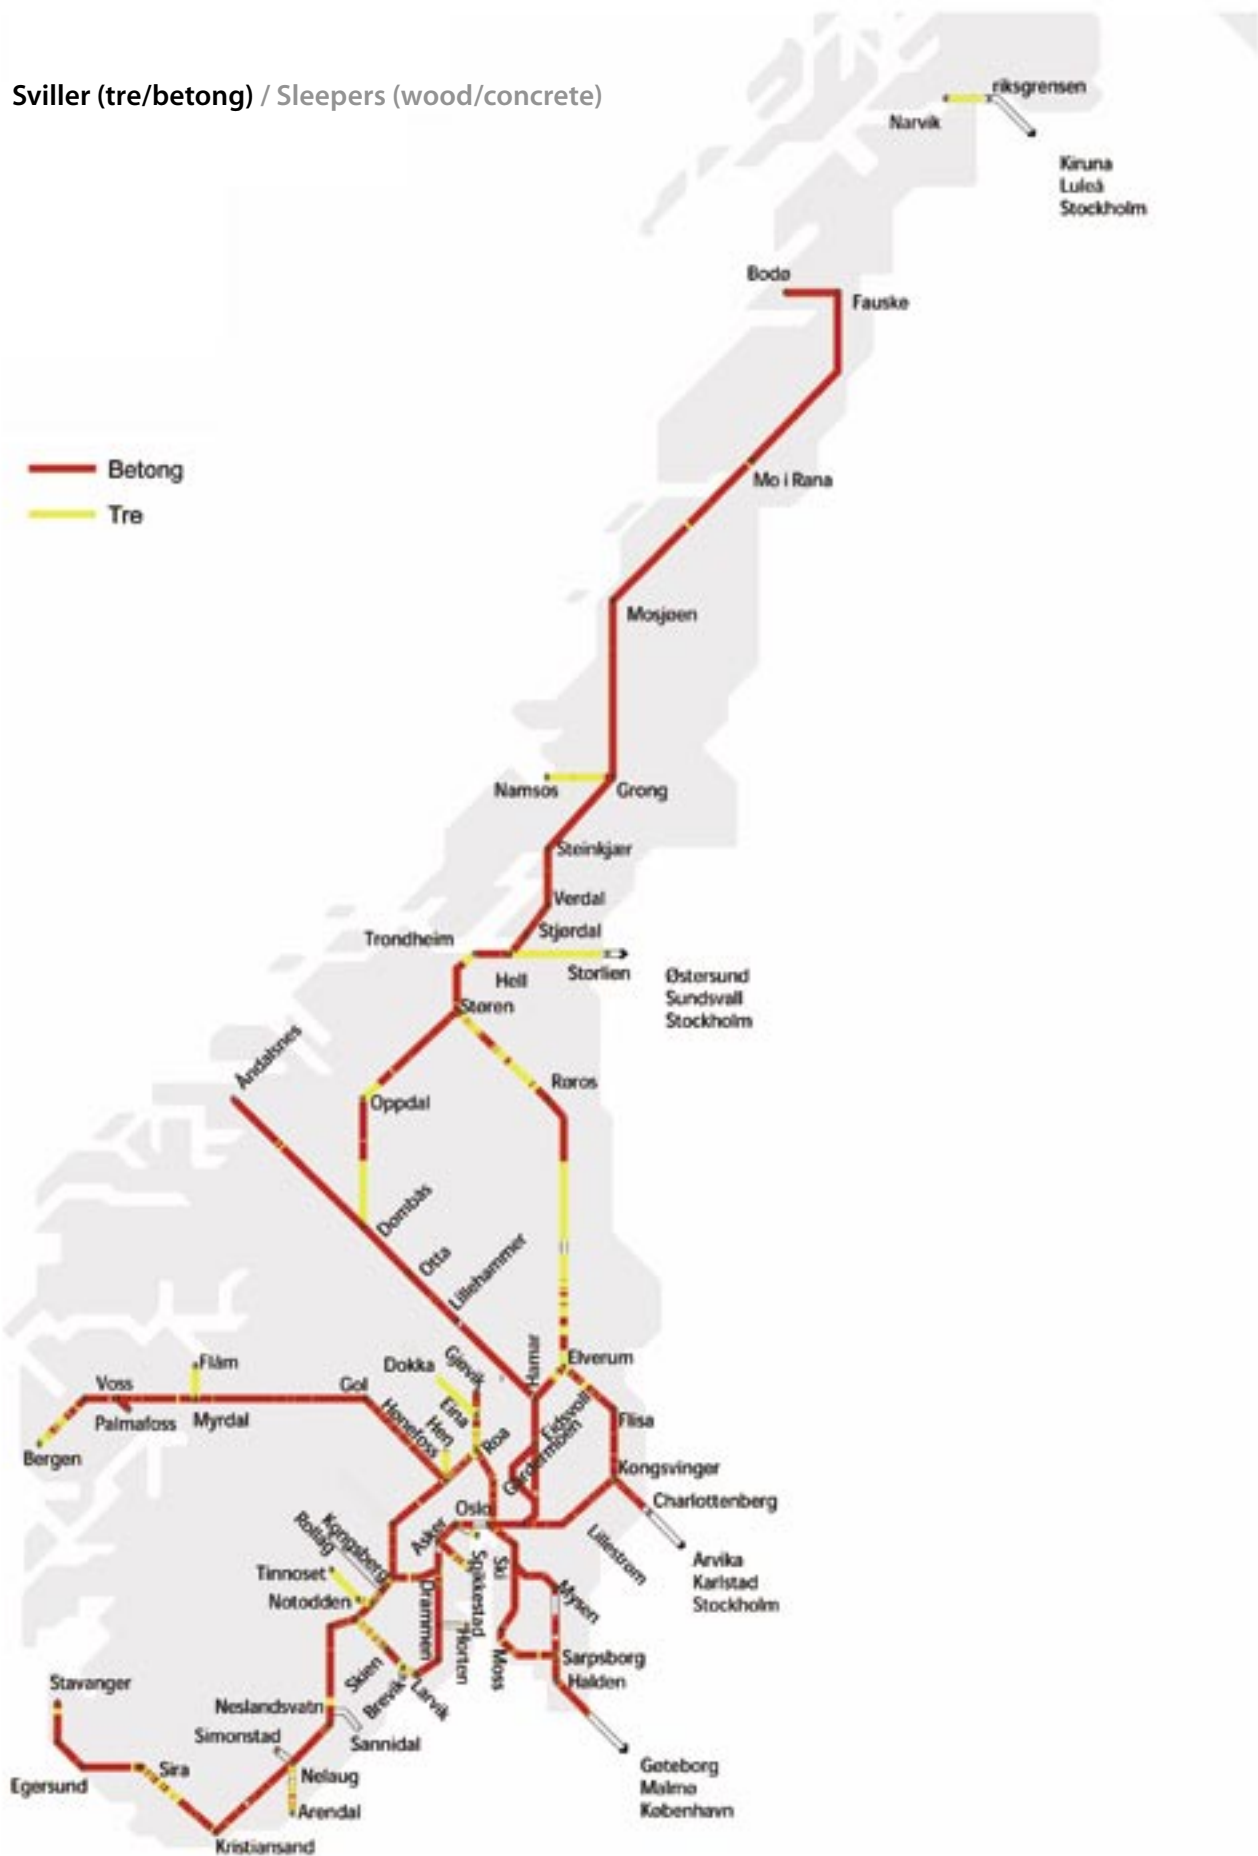 Sviller (tre/betong) / Sleepers (wood/concrete)
riksgrensen
Narvik
Kiruna
Luleå
Stockholm
Bodø
Fauske
Betong
Tre
Mo i Rana
Mosjøen
Namsos
Grong
Steinkjær
Verdal
Stjørdal
Trondheim
Hell
Storlien
Østersund
Sundsvall
Stockholm
Støren
Åndalsnes
Røros
Oppdal
Dombås
Otta
Lillehammer
Hamar
Elverum
Flåm
Dokka
Gjøvik
Voss
Gol
Eina
Palmafoss
Myrdal
Hønefoss
Hen
Roa
Eidsvoll
Gardermoen
Flisa
Bergen
Kongsvinger
Charlottenberg
Oslo
Rollag
Kongsberg
Asker
Spikkestad
Ski
Lillestrøm
Arvika
Karlstad
Stockholm
Tinnoset
Notodden
Drammen
Mysen
Horten
Moss
Skien
Brevik
Larvik
Sarpsborg
Halden
Stavanger
Neslandsvatn
Simonstad
Sannidal
Egersund
Sira
Nelaug
Arendal
Gøteborg
Malmø
København
Kristiansand